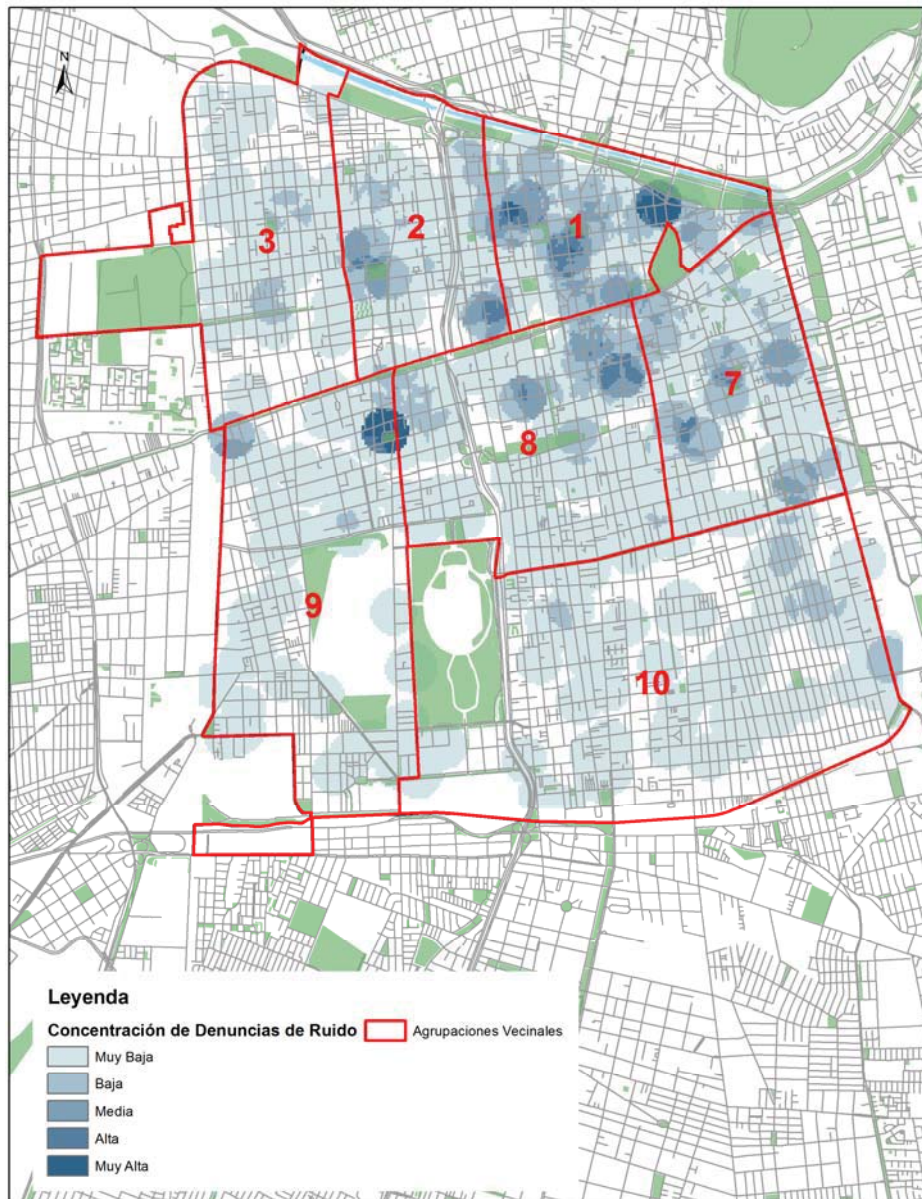 N
3
2
1
7
8
9
10
Leyenda
Concentración de Denuncias de Ruido Agrupaciones Vecinales
Muy Baja
Baja
Media
Alta
Muy Alta